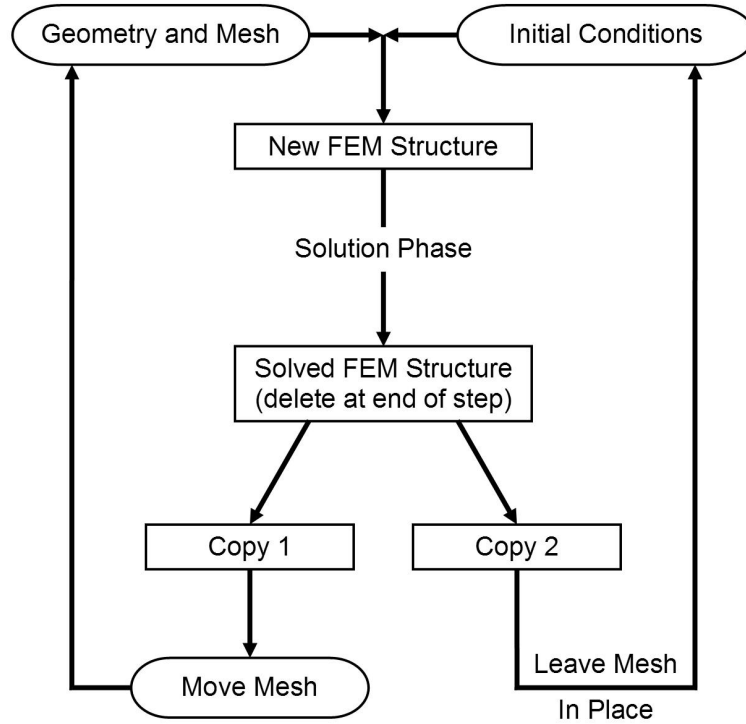 Geometry and Mesh
Initial Conditions
New FEM Structure
Solution Phase
Solved FEM Structure
(delete at end of step)
Copy 1
Copy 2
Leave Mesh
Move Mesh
In Place